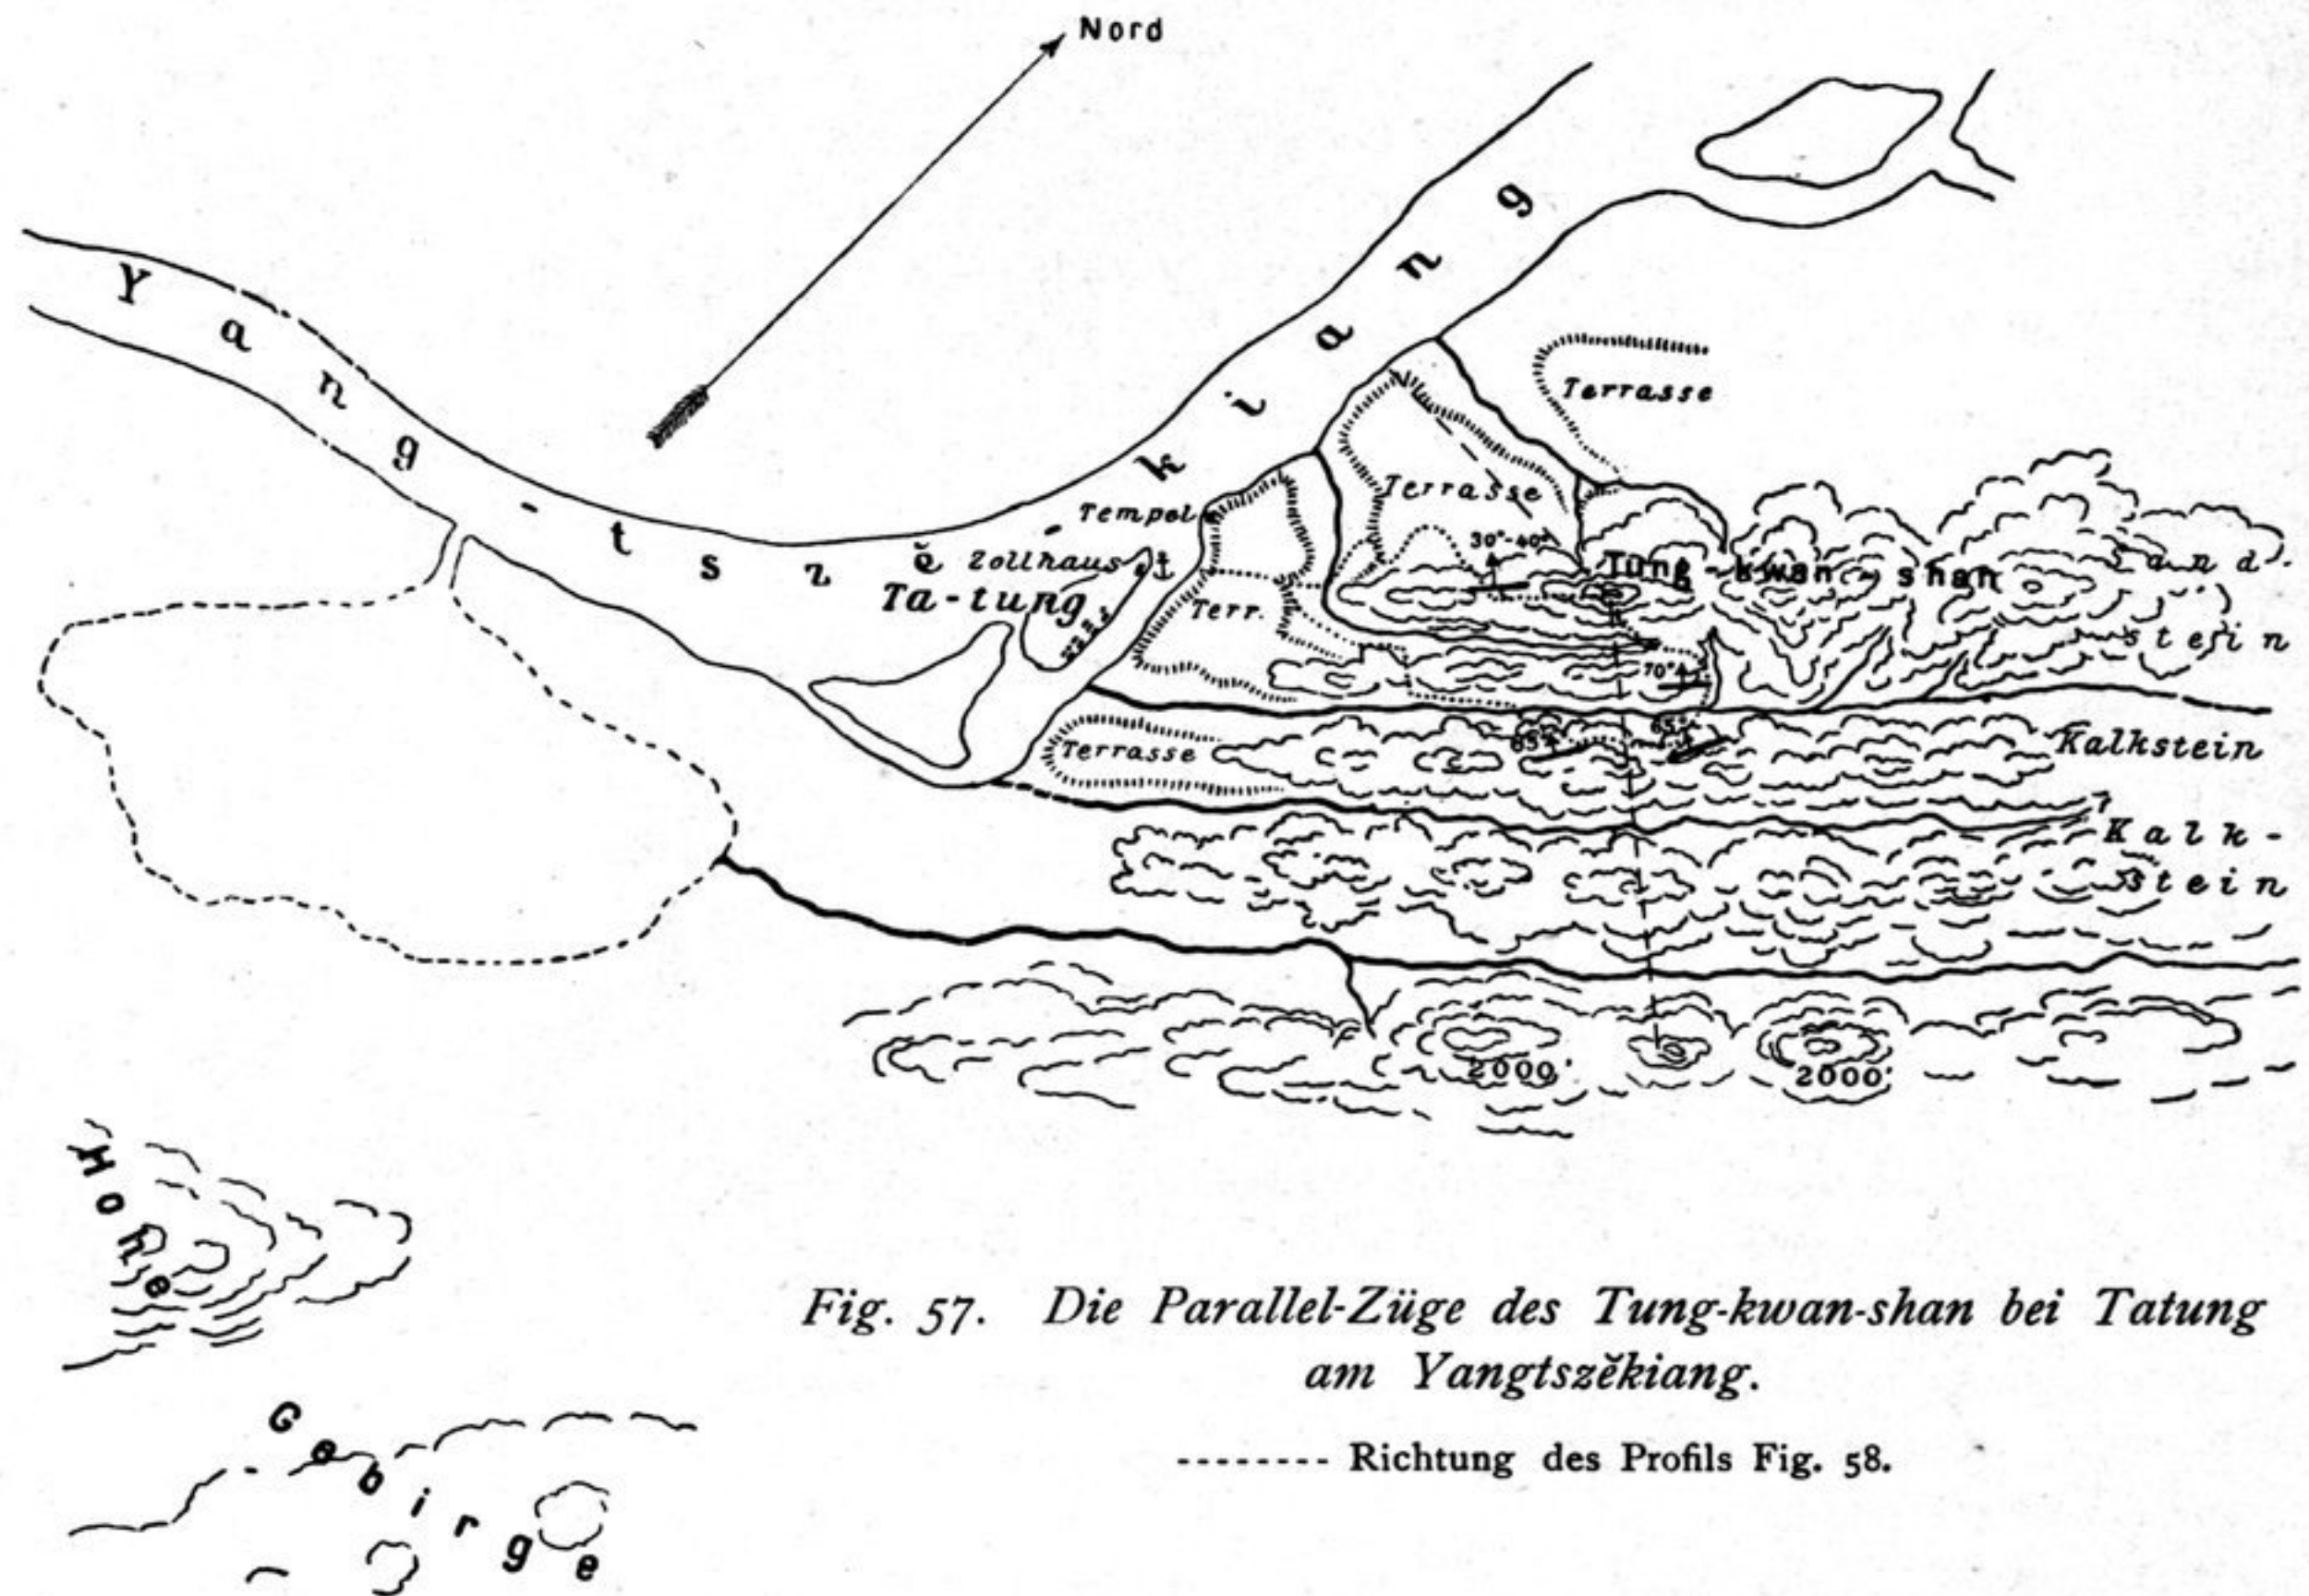 Nord
Yang-tszĕ-kiang
Terrasse
Terrasse
Tempel
Zollhaus
Ta-tung
Terr.
30°-40°
Tung-kwan-shan
Sand-
stein
70°
65°
65°
Terrasse
Kalkstein
Kalk-
stein
2000'
2000'
Hohe
Gebirge
Fig. 57. Die Parallel-Züge des Tung-kwan-shan bei Tatung
am Yangtszĕkiang.
-------- Richtung des Profils Fig. 58.